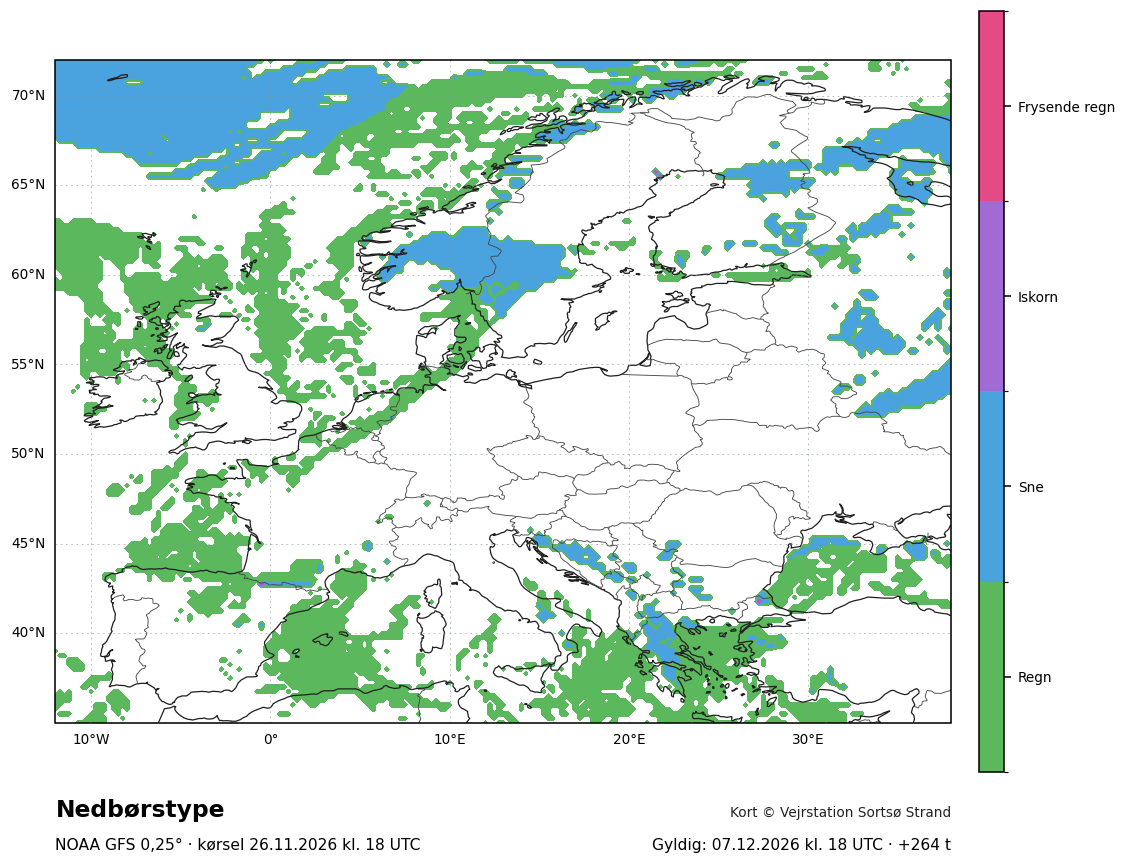 Frysende regn
Iskorn
Sne
Regn
70°N
65°N
60°N
55°N
50°N
45°N
40°N
10°W
0°
10°E
20°E
30°E
Nedbørstype
Kort © Vejrstation Sortsø Strand
NOAA GFS 0,25° · kørsel 26.11.2026 kl. 18 UTC
Gyldig: 07.12.2026 kl. 18 UTC · +264 t